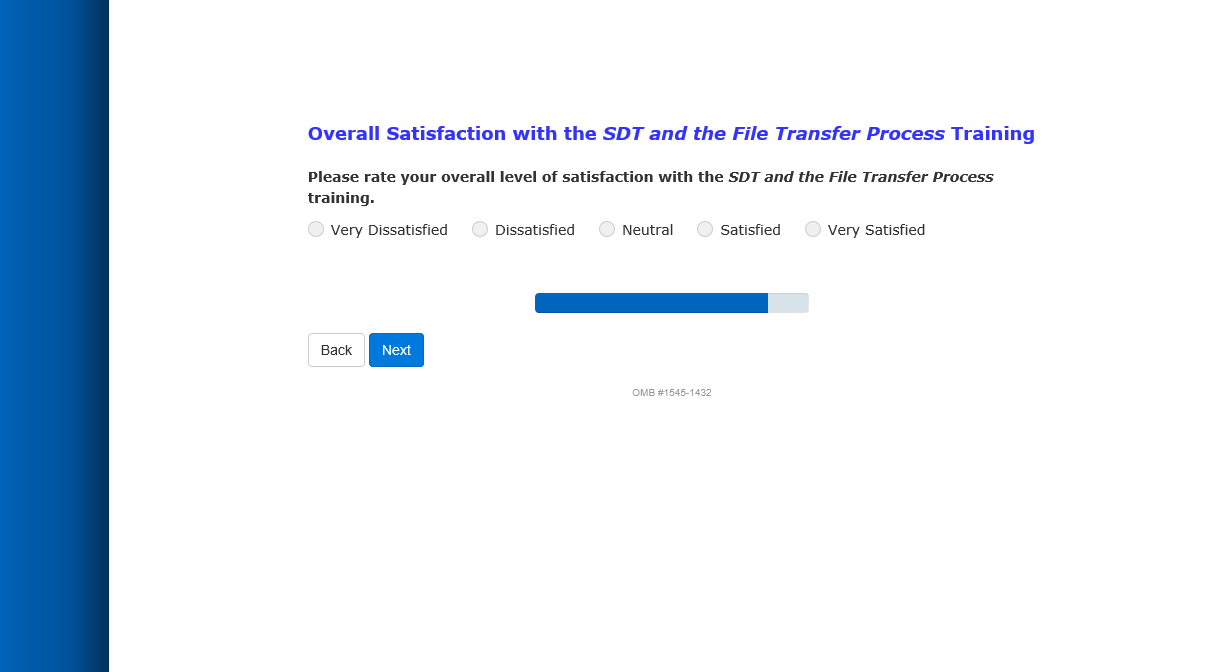 Overall Satisfaction with the SDT and the File Transfer Process Training
Please rate your overall level of satisfaction with the SDT and the File Transfer Process
training.
Very Dissatisfied Dissatisfied Neutral Satisfied Very Satisfied
Back Next
OMB #1545-1432